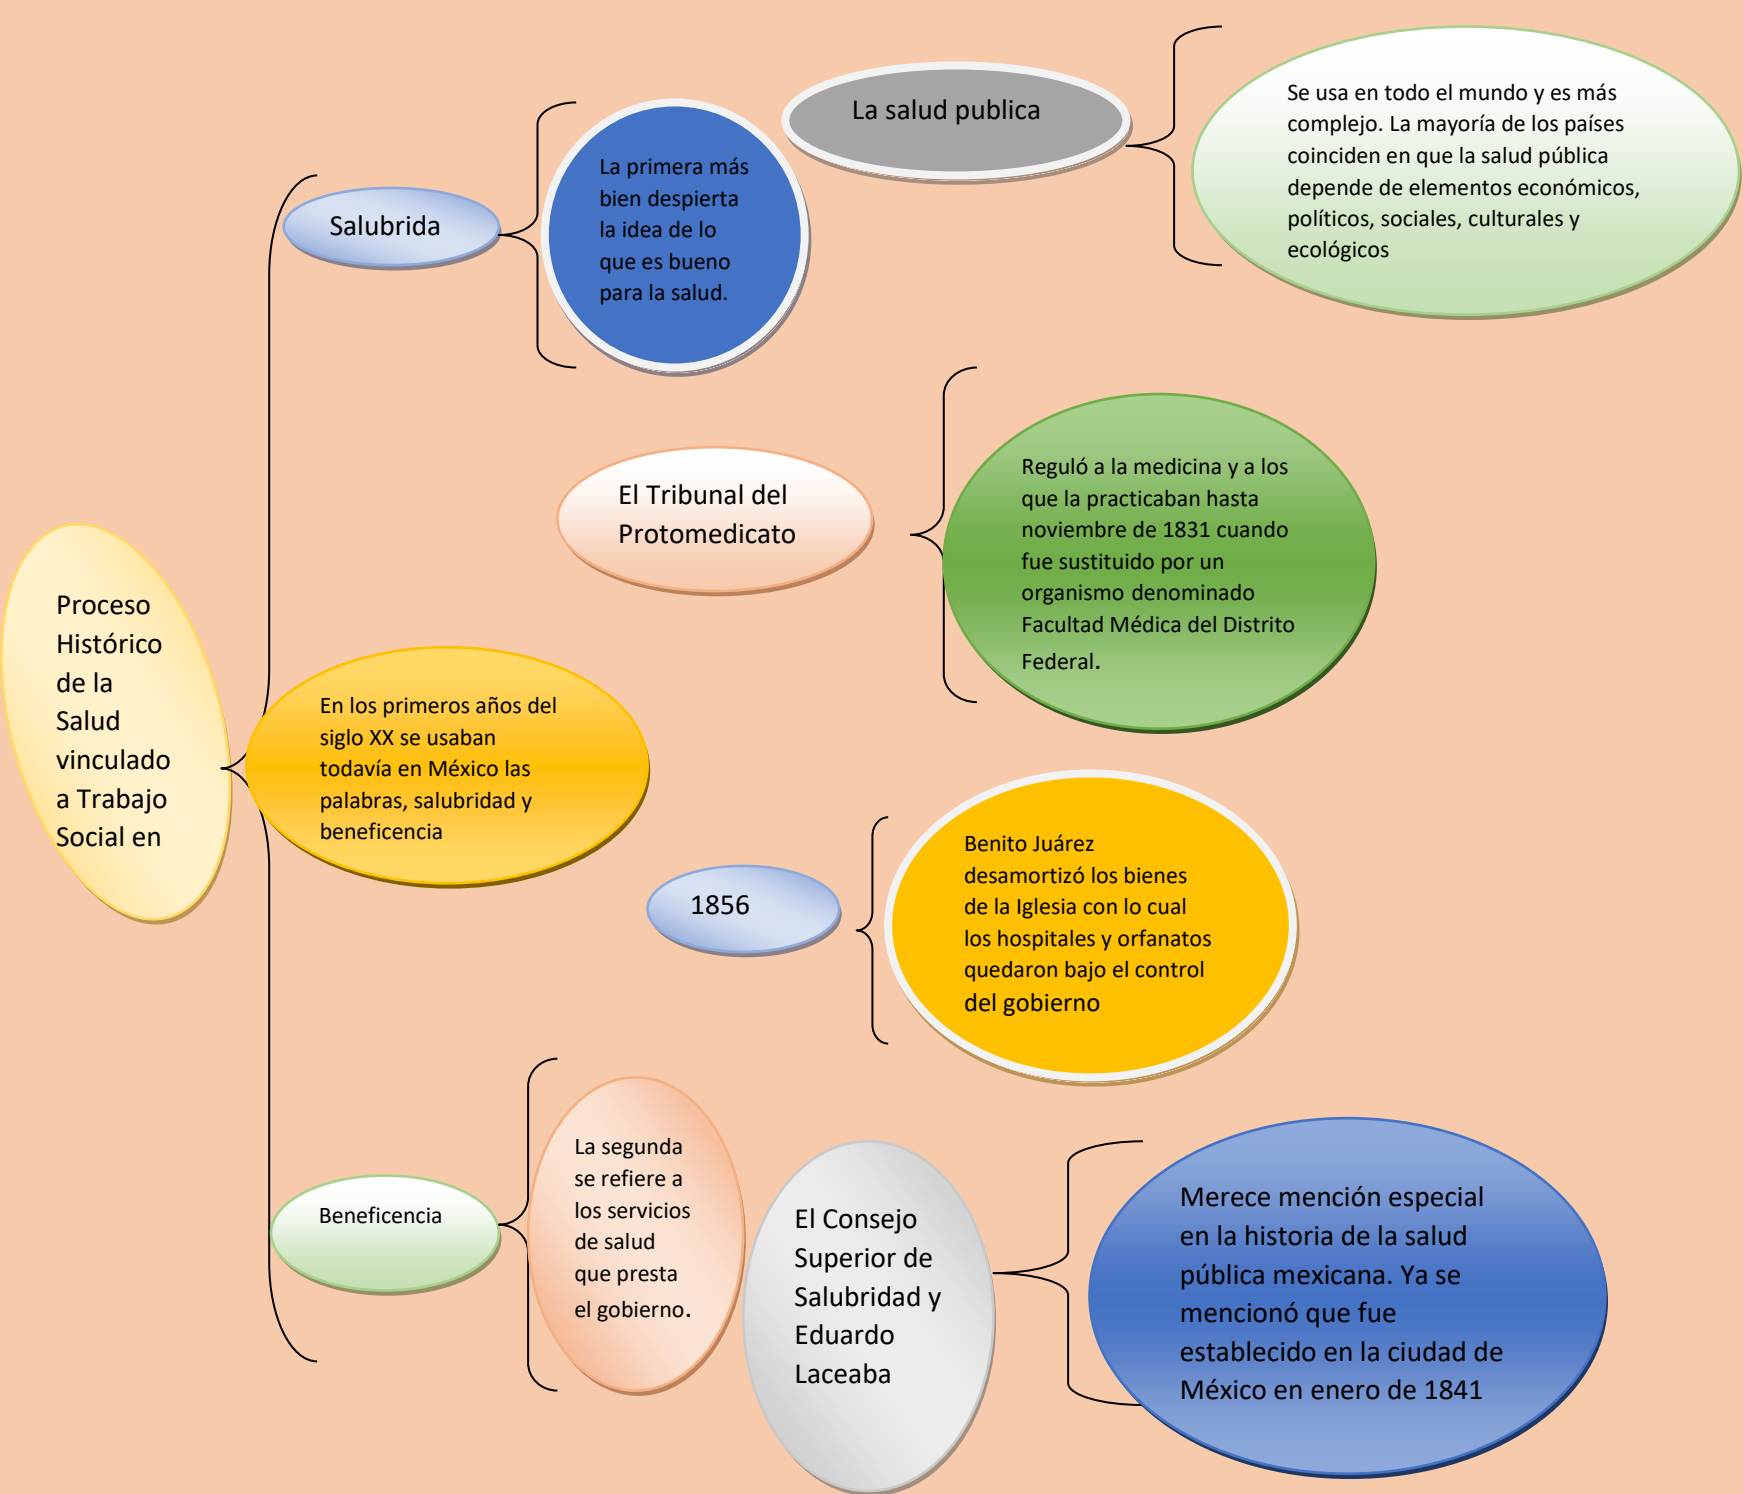 La salud publica
Se usa en todo el mundo y es más
complejo. La mayoría de los países
coinciden en que la salud pública
depende de elementos económicos,
políticos, sociales, culturales y
ecológicos
Salubrida
La primera más
bien despierta
la idea de lo
que es bueno
para la salud.
El Tribunal del
Protomedicato
Reguló a la medicina y a los
que la practicaban hasta
noviembre de 1831 cuando
fue sustituido por un
organismo denominado
Facultad Médica del Distrito
Federal.
Proceso
Histórico
de la
Salud
vinculado
a Trabajo
Social en
En los primeros años del
siglo XX se usaban
todavía en México las
palabras, salubridad y
beneficencia
1856
Benito Juárez
desamortizó los bienes
de la Iglesia con lo cual
los hospitales y orfanatos
quedaron bajo el control
del gobierno
Beneficencia
La segunda
se refiere a
los servicios
de salud
que presta
el gobierno.
El Consejo
Superior de
Salubridad y
Eduardo
Laceaba
Merece mención especial
en la historia de la salud
pública mexicana. Ya se
mencionó que fue
establecido en la ciudad de
México en enero de 1841